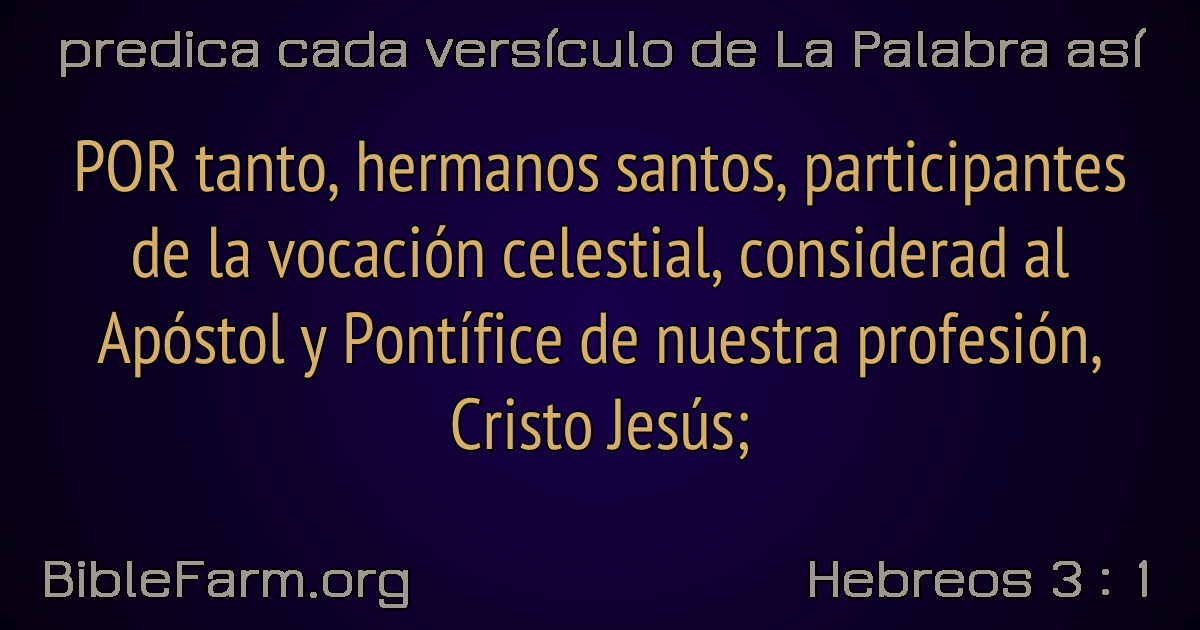 predica cada versículo de La Palabra así
POR tanto, hermanos santos, participantes
de la vocación celestial, considerad al
Apóstol y Pontífice de nuestra profesión,
Cristo Jesús;
BibleFarm.org
Hebreos 3 : 1